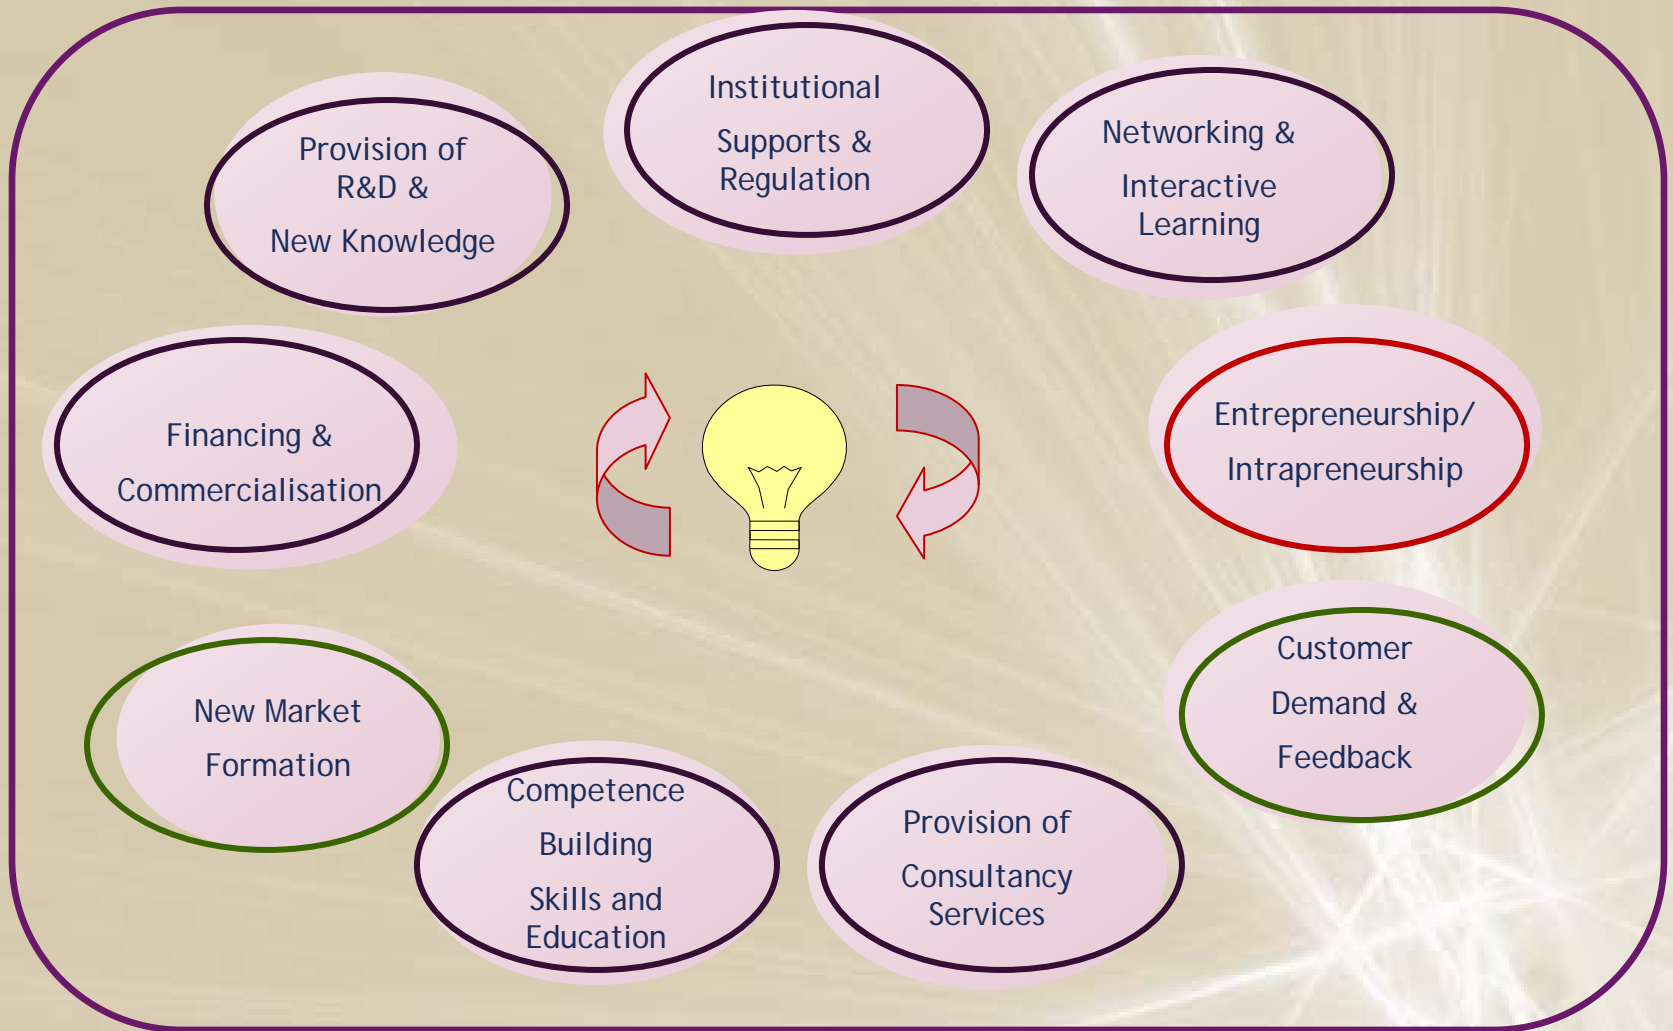 Institutional
Supports &
Regulation
Networking &
Interactive
Learning
Provision of
R&D &
New Knowledge
Entrepreneurship/
Intrapreneurship
Financing &
Commercialisation
Customer
Demand &
Feedback
New Market
Formation
Competence
Building
Skills and
Education
Provision of
Consultancy
Services